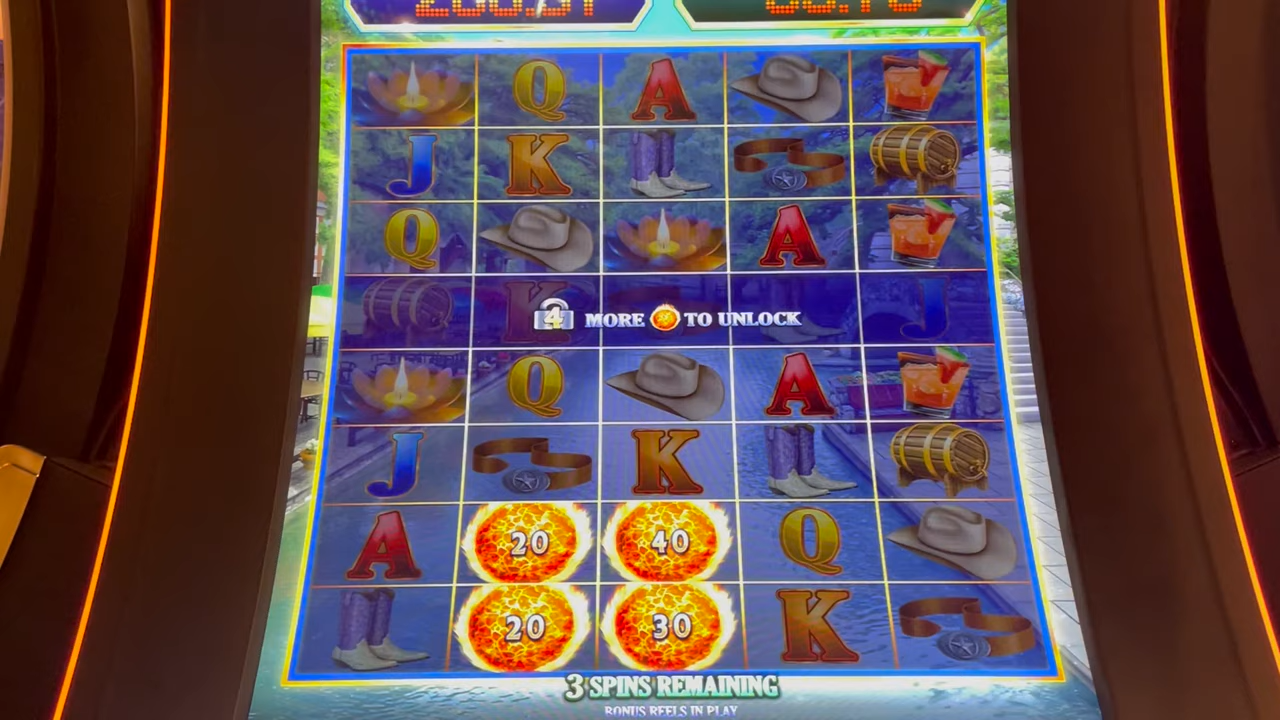 Q A
J K
Q A
K J
4 MORE TO UNLOCK
Q A
J K
A 20 40 Q
20 30 K
3 SPINS REMAINING
BONUS REELS IN PLAY